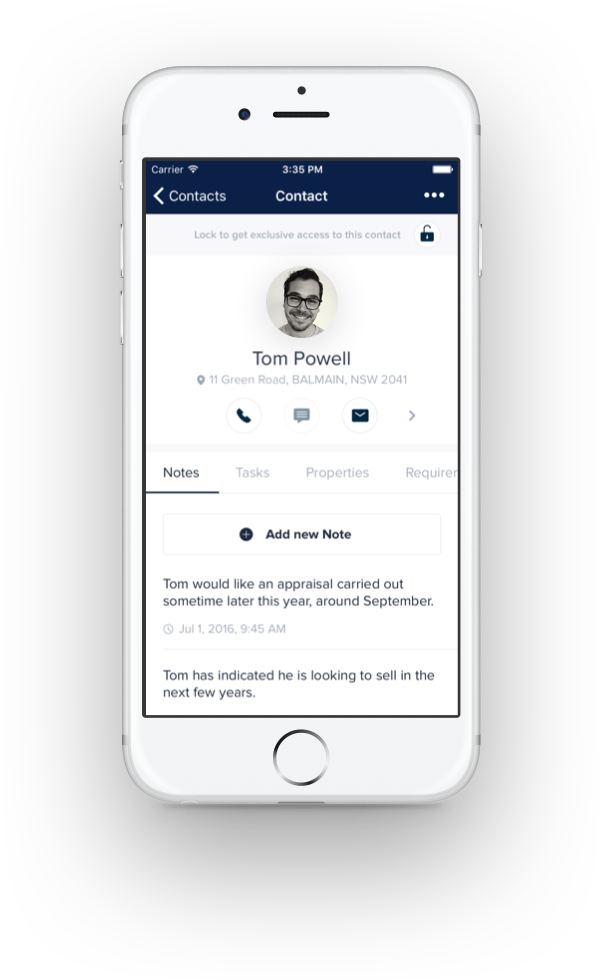 Carrier 3:35 PM
Contacts Contact
Lock to get exclusive access to this contact
Tom Powell
11 Green Road, BALMAIN, NSW 2041
Notes Tasks Properties Requirer
Add new Note
Tom would like an appraisal carried out
sometime later this year, around September.
Jul 1, 2016, 9:45 AM
Tom has indicated he is looking to sell in the
next few years.